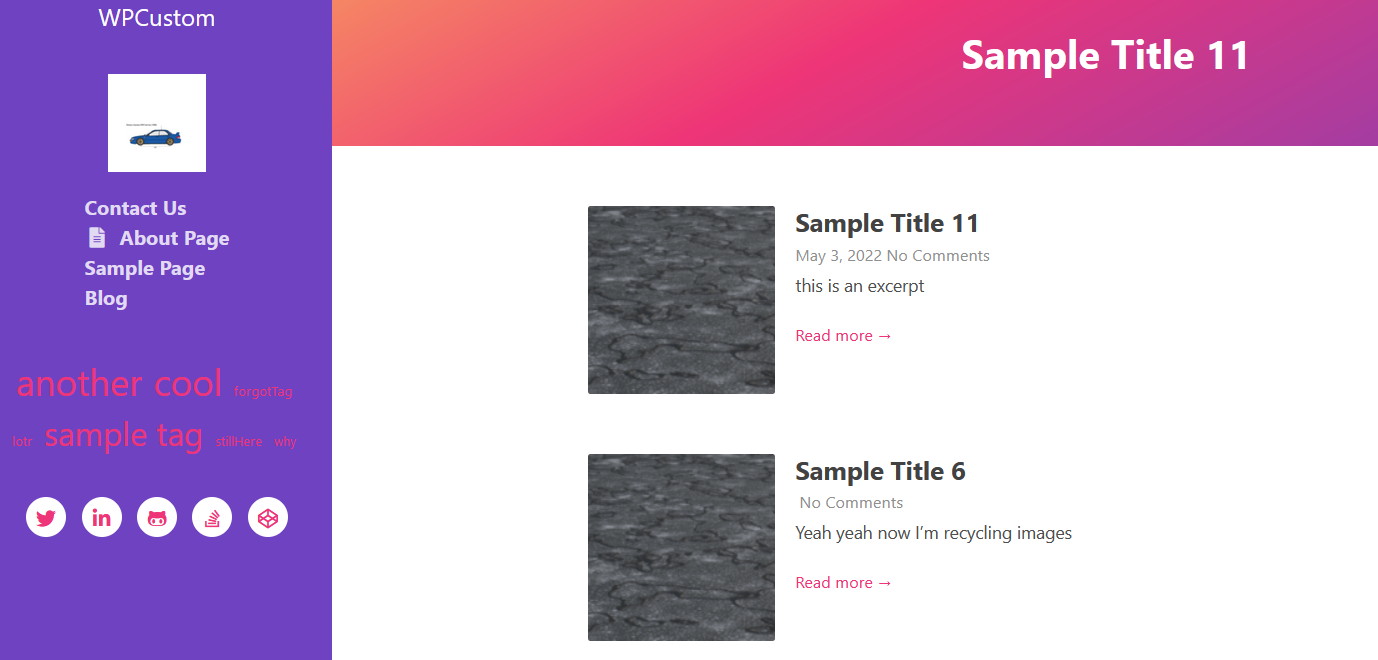 WPCustom
Contact Us
About Page
Sample Page
Blog
another cool forgotTag
lotr sample tag stillHere why
Sample Title 11
Sample Title 11
May 3, 2022 No Comments
this is an excerpt
Read more →
Sample Title 6
No Comments
Yeah yeah now I'm recycling images
Read more →